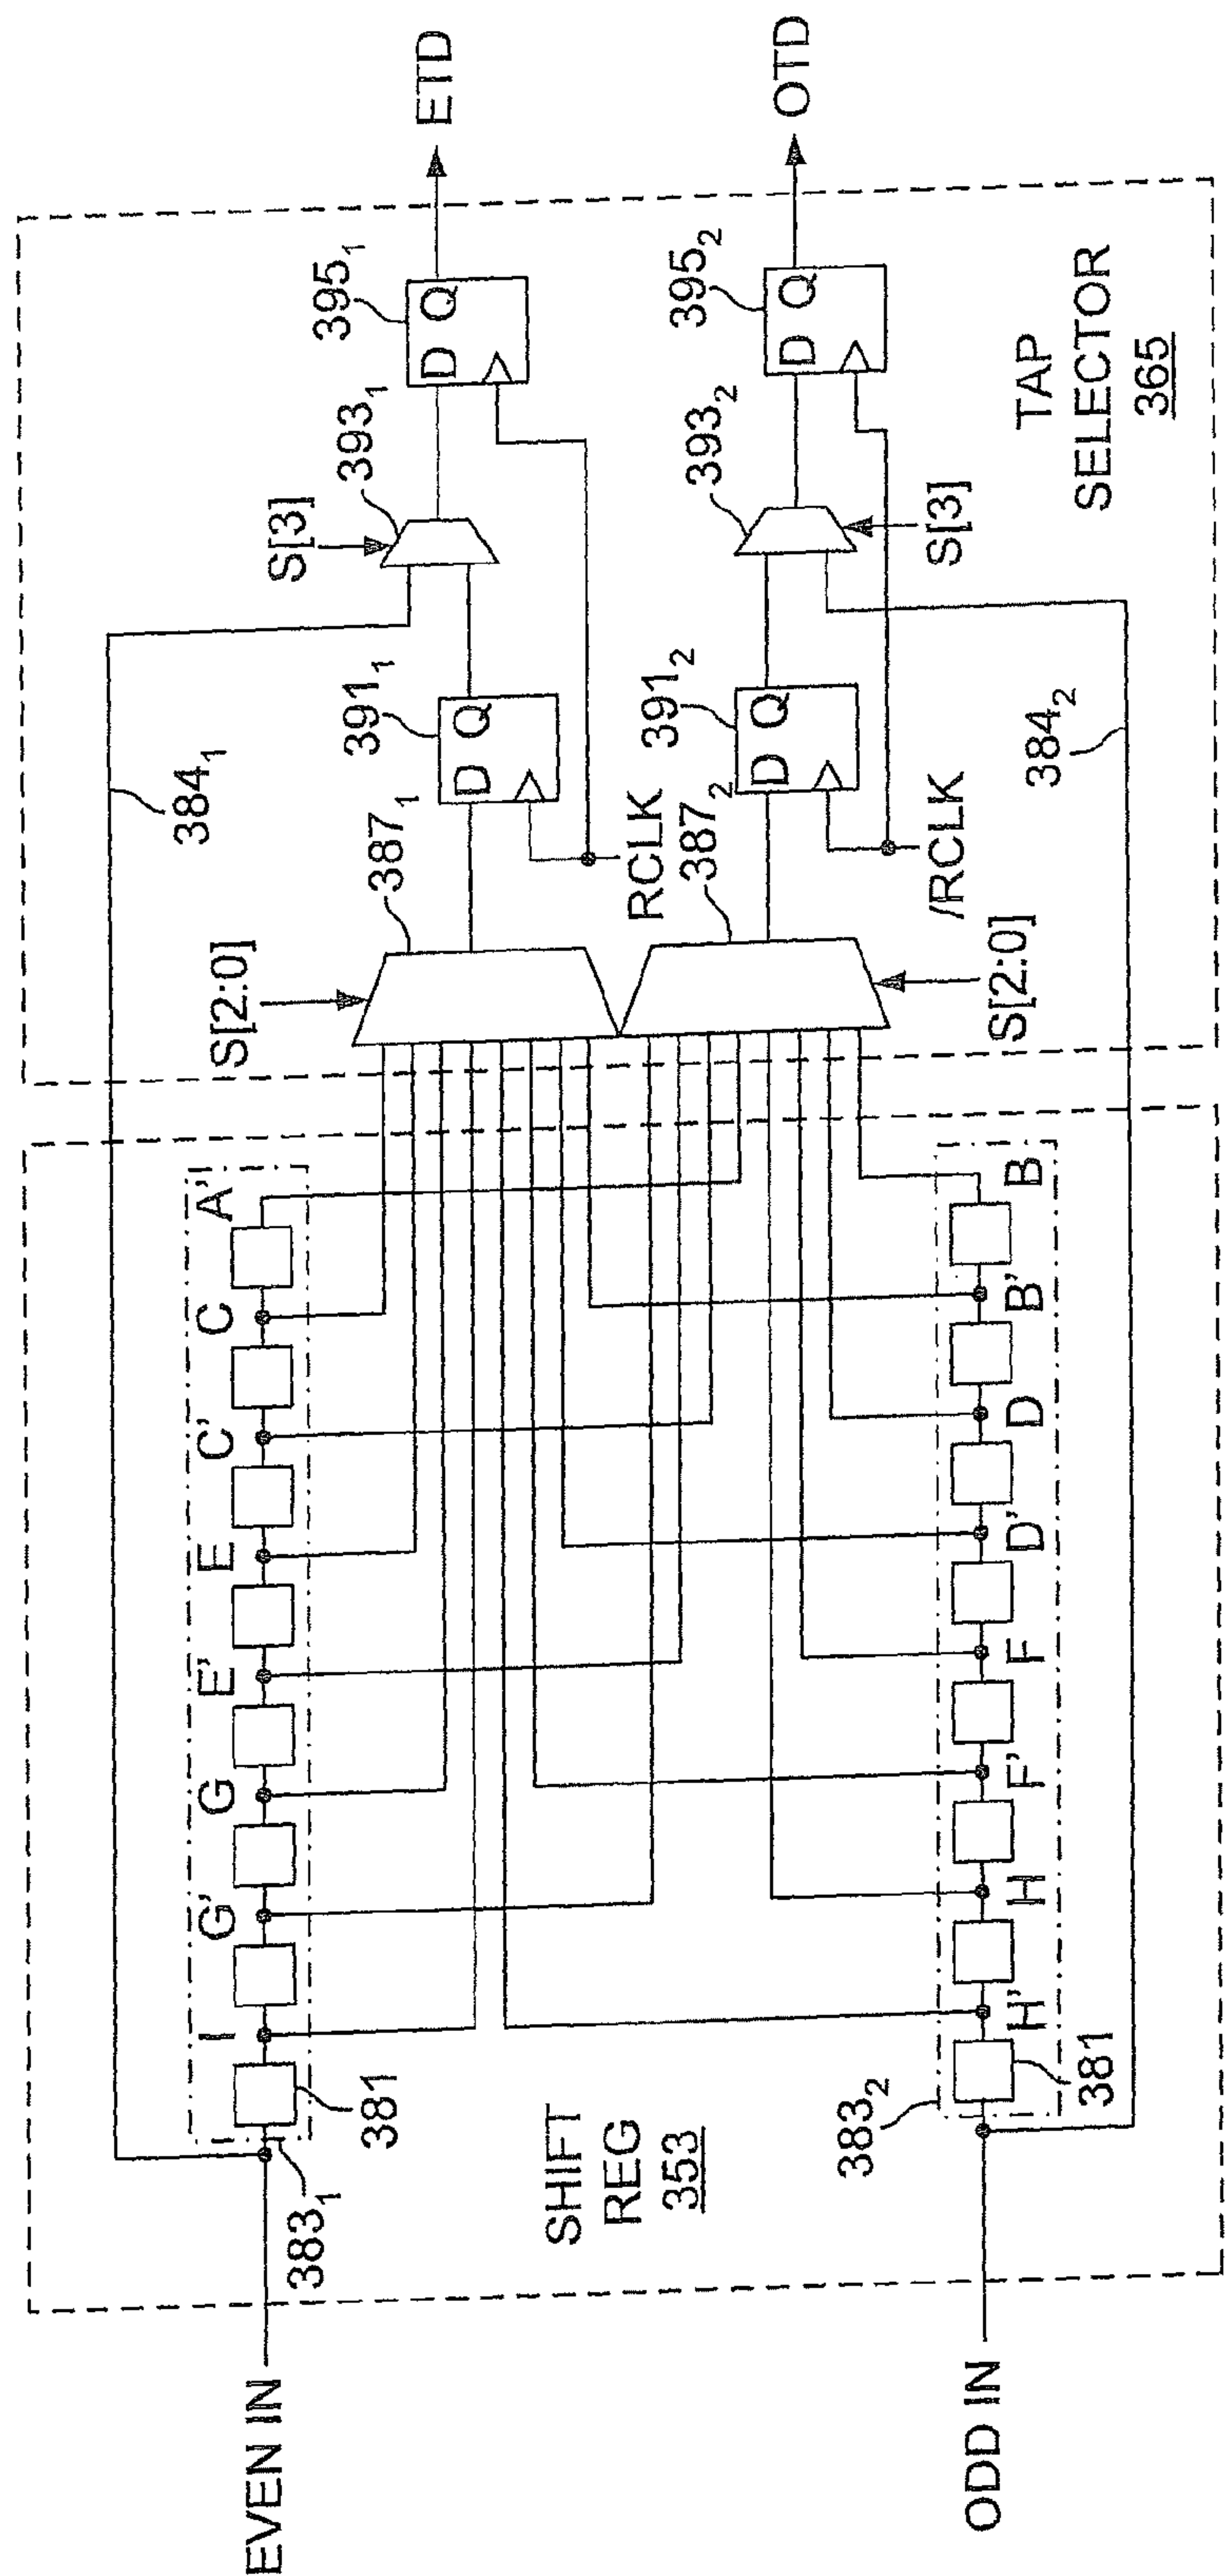 EVEN IN
ODD IN
383₁
381
I
G'
G
E'
E
C'
C
A'
SHIFT
REG
353
383₂
381
H'
H
F'
F
D'
D
B'
B
384₁
S[2:0]
387₁
391₁
D Q
RCLK
S[3]
393₁
395₁
D Q
ETD
387₂
S[2:0]
391₂
D Q
/RCLK
384₂
393₂
S[3]
395₂
D Q
OTD
TAP
SELECTOR
365